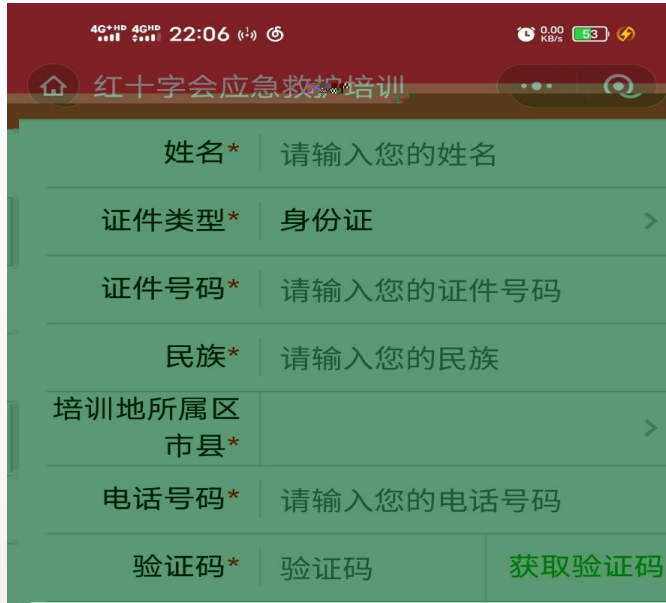 4G+HD 4GHD 22:06 0.00 KB/s 53
红十字会应急救护培训
姓名* 请输入您的姓名
证件类型* 身份证
证件号码* 请输入您的证件号码
民族* 请输入您的民族
培训地所属区
市县*
电话号码* 请输入您的电话号码
验证码* 验证码 获取验证码